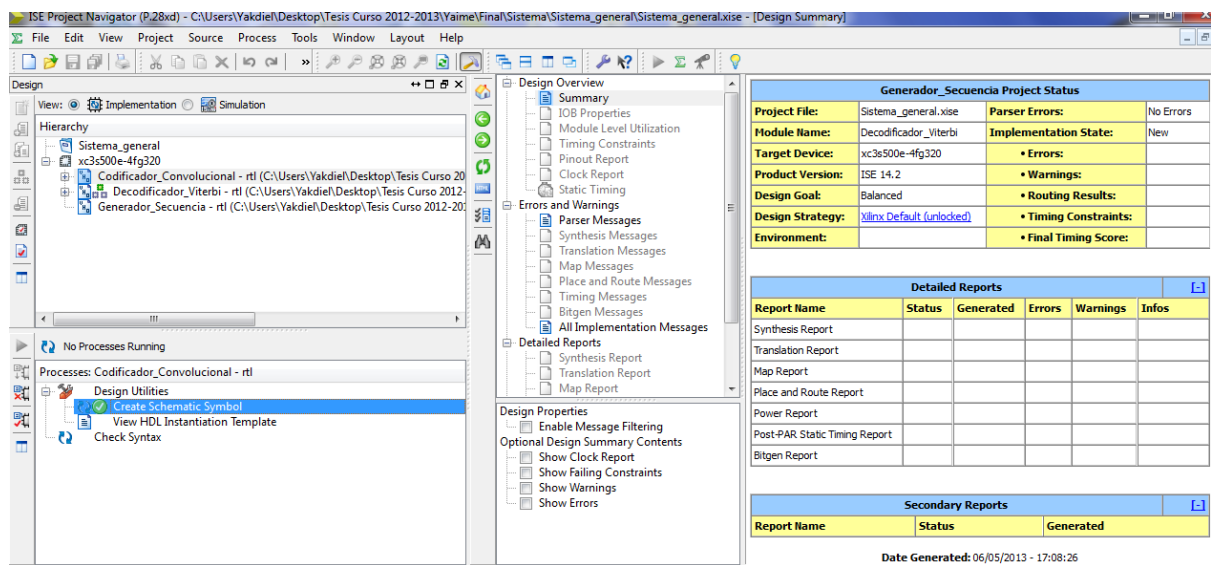 ISE Project Navigator (P.28xd) - C:\Users\Yakdiel\Desktop\Tesis Curso 2012-2013\Yaime\Final\Sistema\Sistema_general\Sistema_general.xise - [Design Summary]
File Edit View Project Source Process Tools Window Layout Help
Design
View: Implementation Simulation
Hierarchy
Sistema_general
xc3s500e-4fg320
Codificador_Convolucional - rtl (C:\Users\Yakdiel\Desktop\Tesis Curso 20
Decodificador_Viterbi - rtl (C:\Users\Yakdiel\Desktop\Tesis Curso 2012-
Generador_Secuencia - rtl (C:\Users\Yakdiel\Desktop\Tesis Curso 2012-20
No Processes Running
Processes: Codificador_Convolucional - rtl
Design Utilities
Create Schematic Symbol
View HDL Instantiation Template
Check Syntax
Design Overview
Summary
IOB Properties
Module Level Utilization
Timing Constraints
Pinout Report
Clock Report
Static Timing
Errors and Warnings
Parser Messages
Synthesis Messages
Translation Messages
Map Messages
Place and Route Messages
Timing Messages
Bitgen Messages
All Implementation Messages
Detailed Reports
Synthesis Report
Translation Report
Map Report
Design Properties
Enable Message Filtering
Optional Design Summary Contents
Show Clock Report
Show Failing Constraints
Show Warnings
Show Errors
Generador_Secuencia Project Status
Project File: Sistema_general.xise Parser Errors: No Errors
Module Name: Decodificador_Viterbi Implementation State: New
Target Device: xc3s500e-4fg320 • Errors:
Product Version: ISE 14.2 • Warnings:
Design Goal: Balanced • Routing Results:
Design Strategy: Xilinx Default (unlocked) • Timing Constraints:
Environment: • Final Timing Score:
Detailed Reports [-]
Report Name Status Generated Errors Warnings Infos
Synthesis Report
Translation Report
Map Report
Place and Route Report
Power Report
Post-PAR Static Timing Report
Bitgen Report
Secondary Reports [-]
Report Name Status Generated
Date Generated: 06/05/2013 - 17:08:26